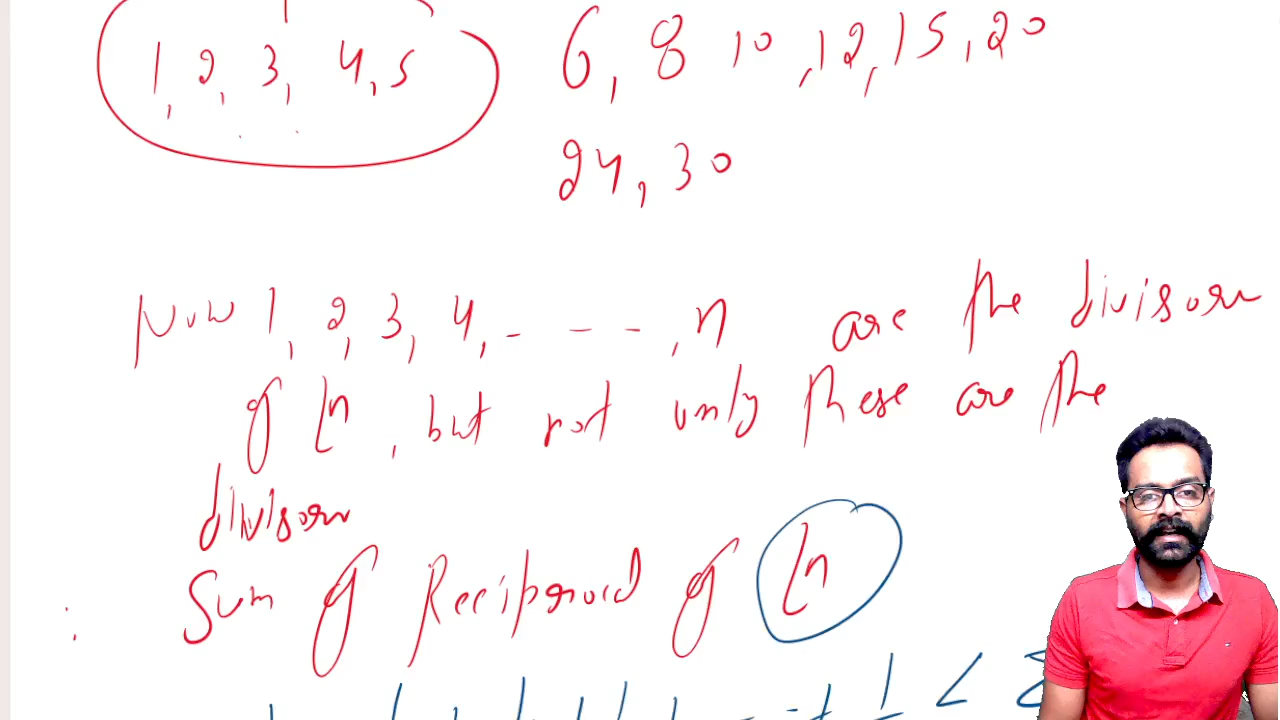 1, 2, 3, 4, 5 6, 8 10, 12, 15, 20
24, 30
Now 1, 2, 3, 4, - - -, n are the divisors
of Ln, but not only these are the
divisors
Sum of Reciprocal of Ln